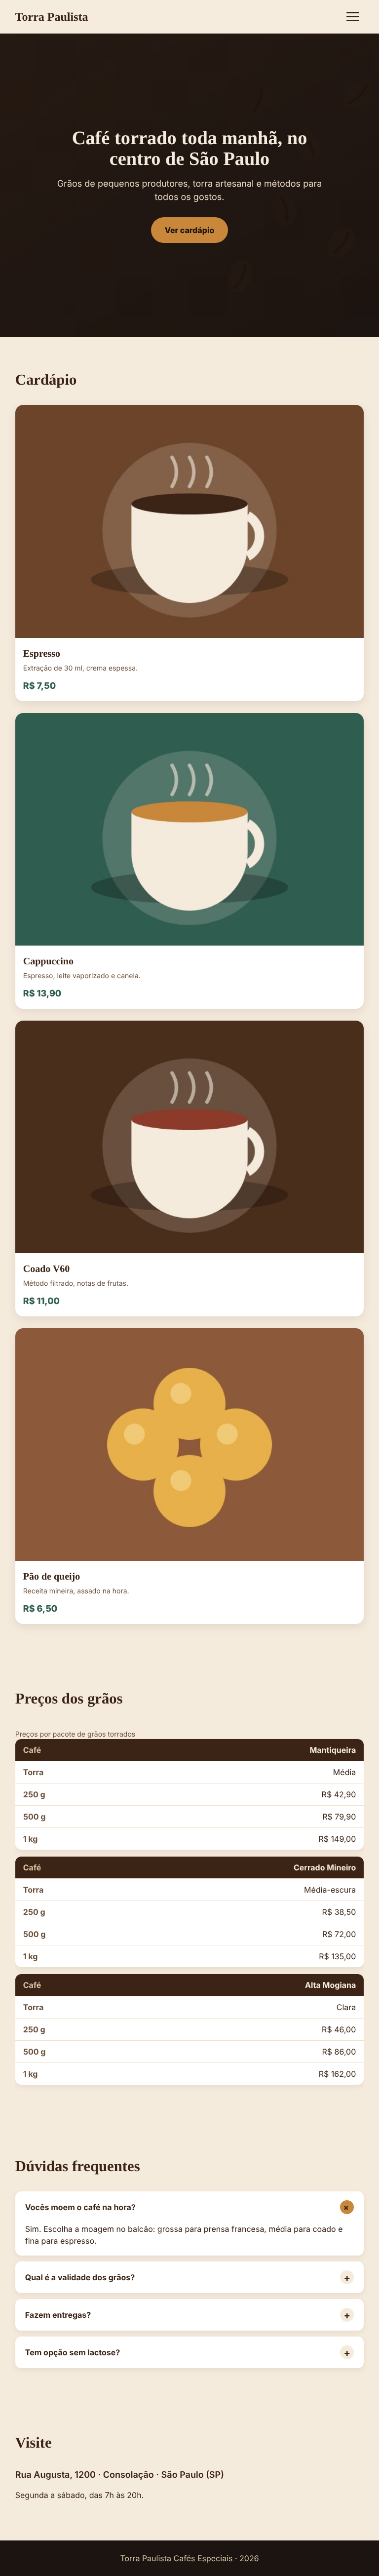 Torra Paulista
Café torrado toda manhã, no
centro de São Paulo
Grãos de pequenos produtores, torra artesanal e métodos para
todos os gostos.
Ver cardápio
Cardápio
Espresso
Extração de 30 ml, crema espessa.
R$ 7,50
Cappuccino
Espresso, leite vaporizado e canela.
R$ 13,90
Coado V60
Método filtrado, notas de frutas.
R$ 11,00
Pão de queijo
Receita mineira, assado na hora.
R$ 6,50
Preços dos grãos
Preços por pacote de grãos torrados
Café Mantiqueira
Torra Média
250 g R$ 42,90
500 g R$ 79,90
1 kg R$ 149,00
Café Cerrado Mineiro
Torra Média-escura
250 g R$ 38,50
500 g R$ 72,00
1 kg R$ 135,00
Café Alta Mogiana
Torra Clara
250 g R$ 46,00
500 g R$ 86,00
1 kg R$ 162,00
Dúvidas frequentes
Vocês moem o café na hora?
Sim. Escolha a moagem no balcão: grossa para prensa francesa, média para coado e
fina para espresso.
Qual é a validade dos grãos?
Fazem entregas?
Tem opção sem lactose?
Visite
Rua Augusta, 1200 · Consolação · São Paulo (SP)
Segunda a sábado, das 7h às 20h.
Torra Paulista Cafés Especiais · 2026